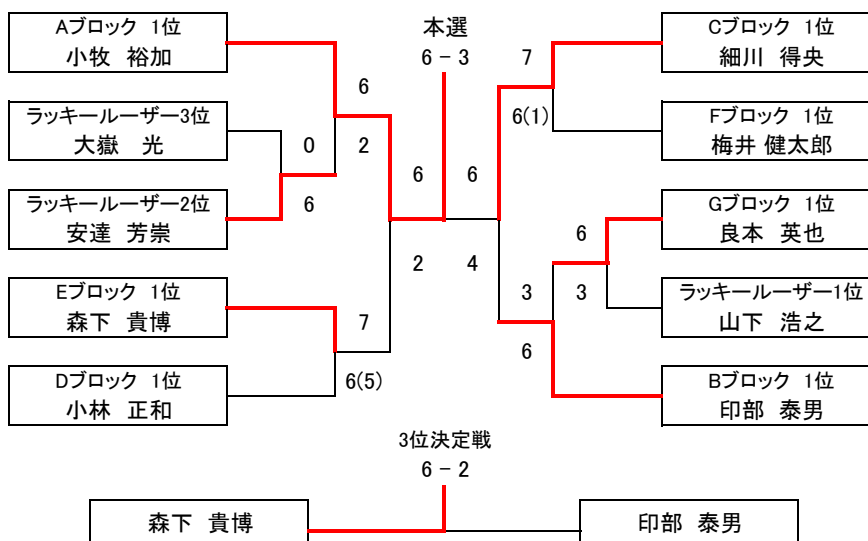 Aブロック 1位
小牧 裕加
ラッキールーザー3位
大嶽 光
ラッキールーザー2位
安達 芳崇
Eブロック 1位
森下 貴博
Dブロック 1位
小林 正和
6
0
2
6
7
6(5)
本選
6 - 3
6
6
2
4
7
6(1)
6
3
3
6
Cブロック 1位
細川 得央
Fブロック 1位
梅井 健太郎
Gブロック 1位
良本 英也
ラッキールーザー1位
山下 浩之
Bブロック 1位
印部 泰男
3位決定戦
6 - 2
森下 貴博
印部 泰男